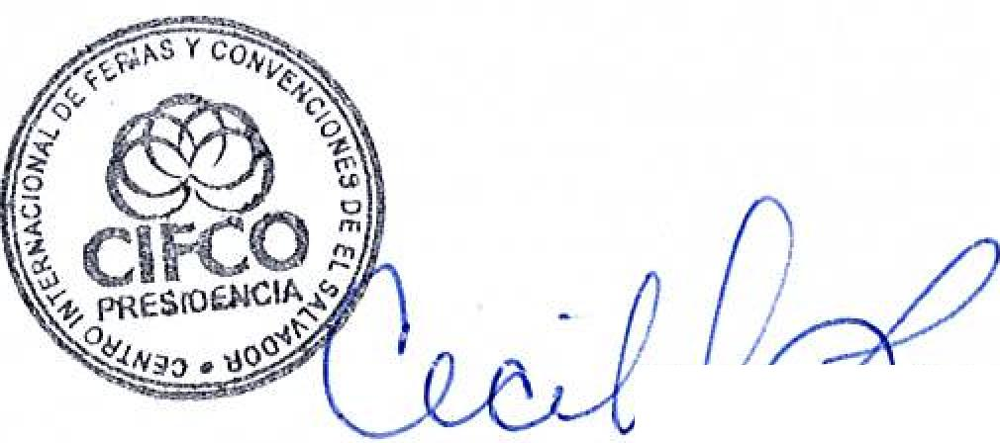 CENTRO INTERNACIONAL DE FERIAS Y CONVENCIONES DE EL SALVADOR •
CIFCO
PRESIDENCIA
Cecil